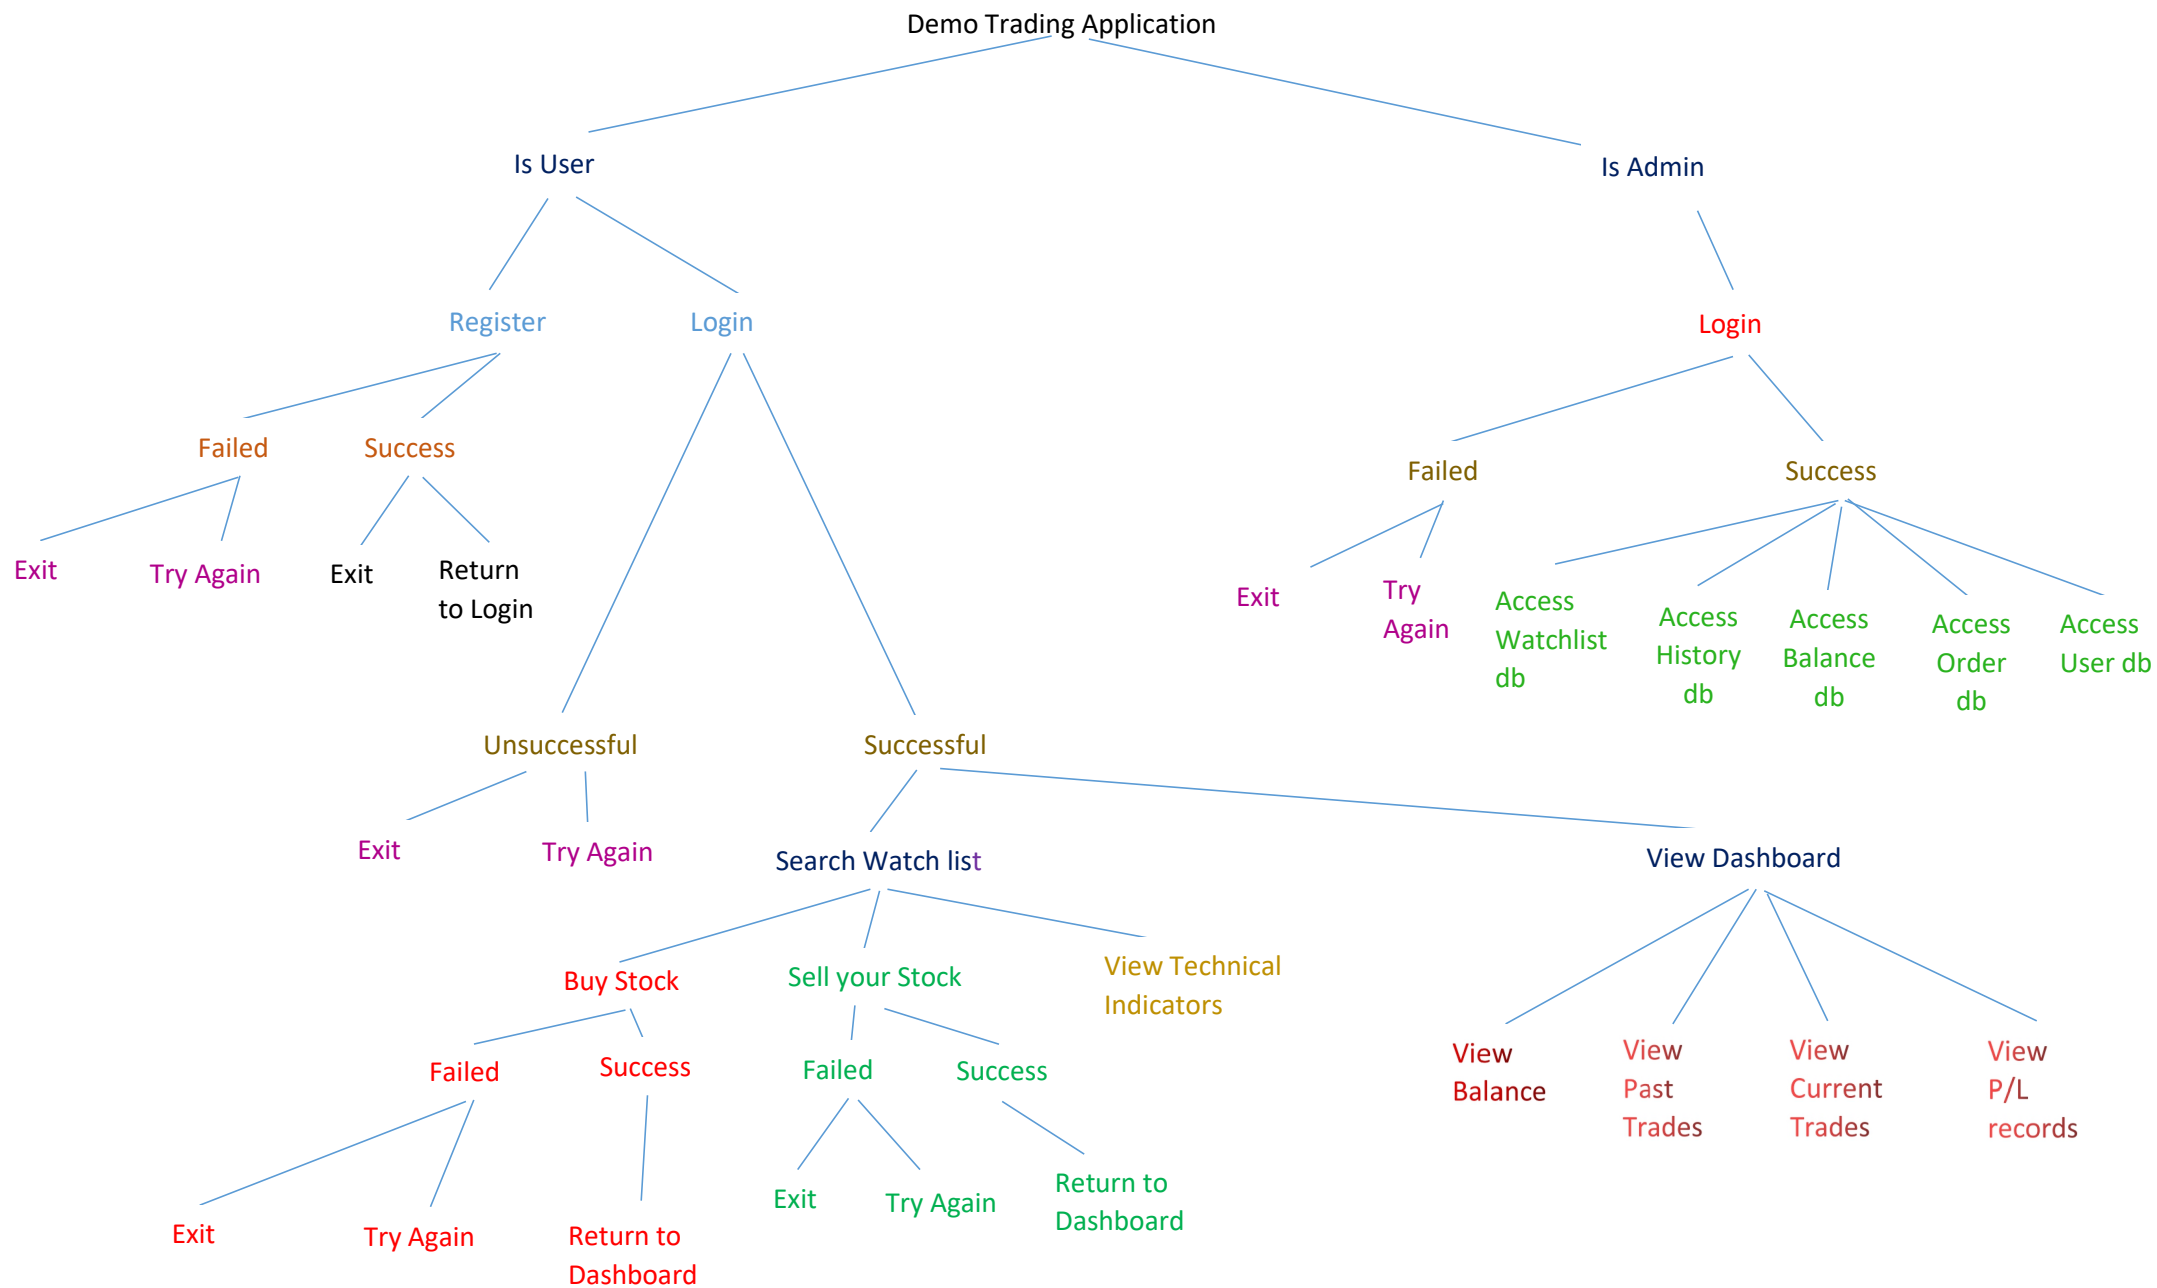 Demo Trading Application
Is User
Is Admin
Register
Login
Login
Failed
Success
Failed
Success
Exit
Try Again
Exit
Return
to Login
Exit
Try
Again
Access
Watchlist
db
Access
History
db
Access
Balance
db
Access
Order
db
Access
User db
Unsuccessful
Successful
Exit
Try Again
Search Watch list
View Dashboard
Buy Stock
Sell your Stock
View Technical
Indicators
Failed
Success
Failed
Success
View
Balance
View
Past
Trades
View
Current
Trades
View
P/L
records
Exit
Try Again
Return to
Dashboard
Exit
Try Again
Return to
Dashboard